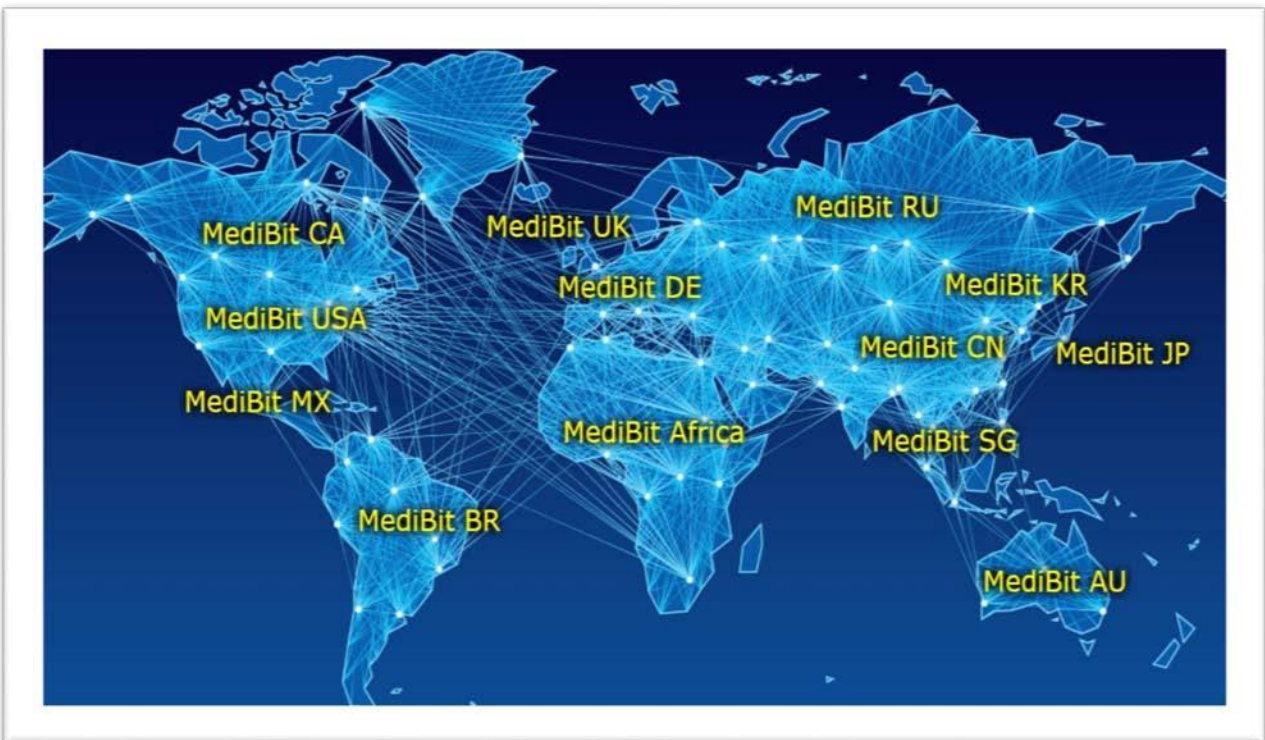 MediBit CA
MediBit UK
MediBit RU
MediBit USA
MediBit DE
MediBit KR
MediBit CN
MediBit JP
MediBit MX
MediBit Africa
MediBit SG
MediBit BR
MediBit AU